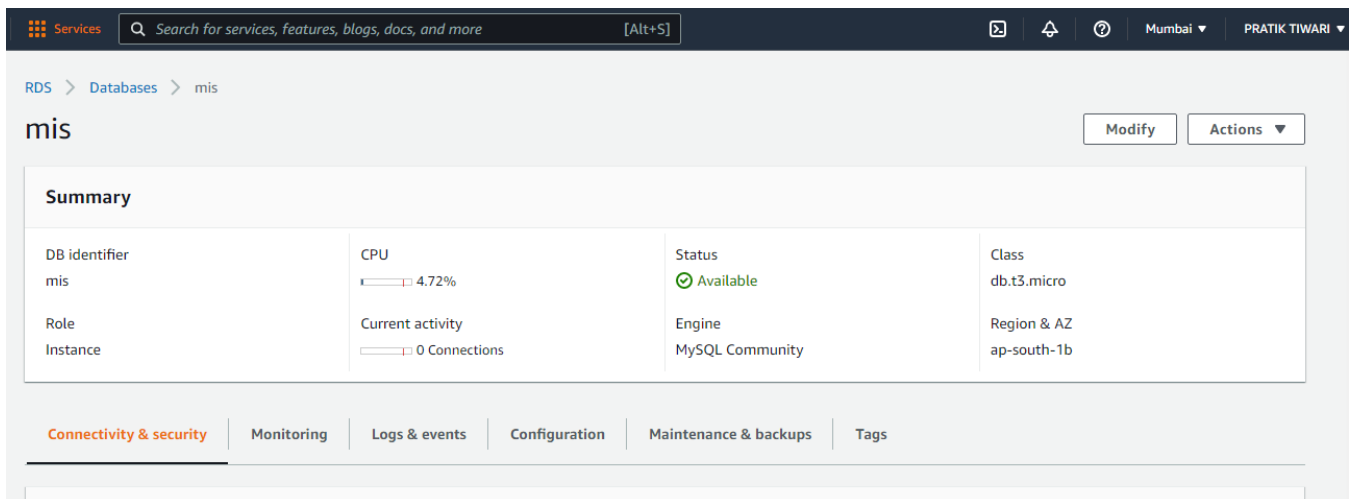 Services Search for services, features, blogs, docs, and more [Alt+S] Mumbai PRATIK TIWARI
RDS Databases mis
mis
Modify Actions
Summary
DB identifier CPU Status Class
mis 4.72% Available db.t3.micro
Role Current activity Engine Region & AZ
Instance 0 Connections MySQL Community ap-south-1b
Connectivity & security Monitoring Logs & events Configuration Maintenance & backups Tags